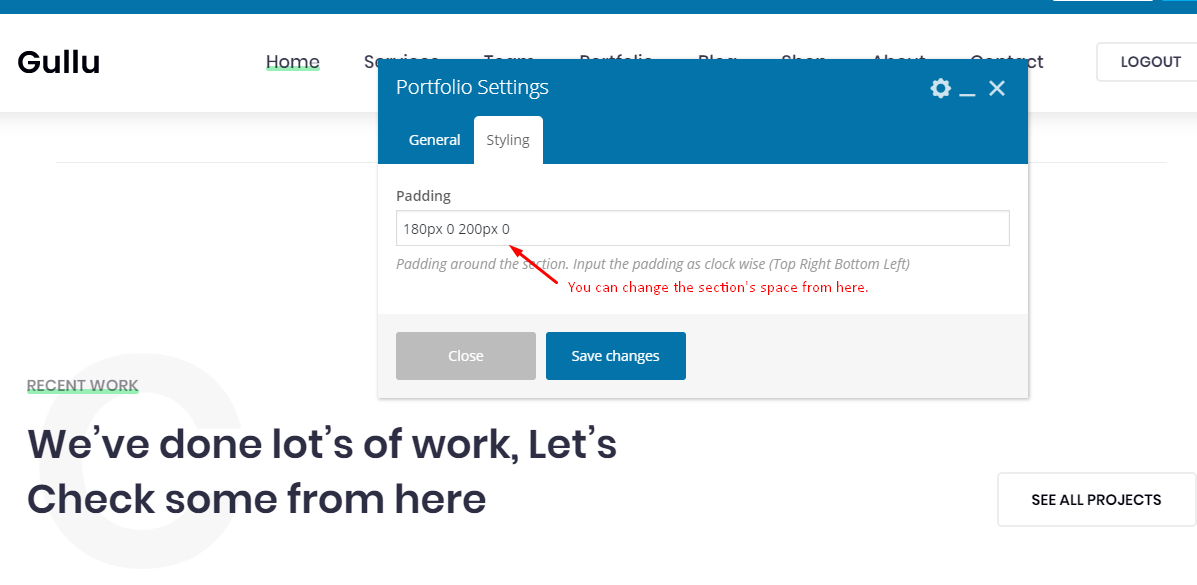 Gullu
Home Services Team Portfolio Blog Shop About Contact
LOGOUT
Portfolio Settings
General Styling
Padding
180px 0 200px 0
Padding around the section. Input the padding as clock wise (Top Right Bottom Left)
You can change the section's space from here.
Close Save changes
C
RECENT WORK
We’ve done lot’s of work, Let’s
Check some from here
SEE ALL PROJECTS